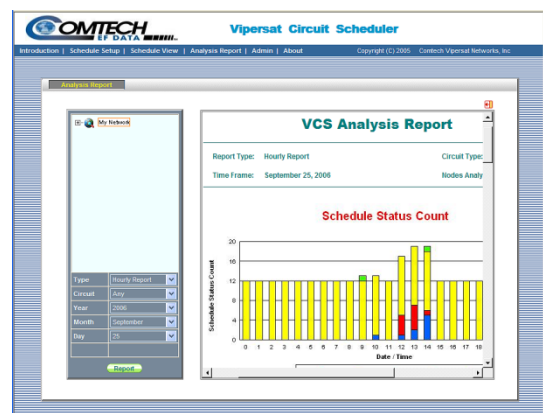 COMTECH
EF DATA
Vipersat Circuit Scheduler
Introduction | Schedule Setup | Schedule View | Analysis Report | Admin | About
Copyright (C) 2005 Comtech Vipersat Networks, Inc
Analysis Report
My Network
Type Hourly Report
Circuit Any
Year 2006
Month September
Day 25
Report
VCS Analysis Report
Report Type: Hourly Report
Circuit Type:
Time Frame: September 25, 2006
Nodes Analy
Schedule Status Count
Schedule Status Count
20
16
12
8
4
0
0 1 2 3 4 5 6 7 8 9 10 11 12 13 14 15 16 17 18
Date / Time